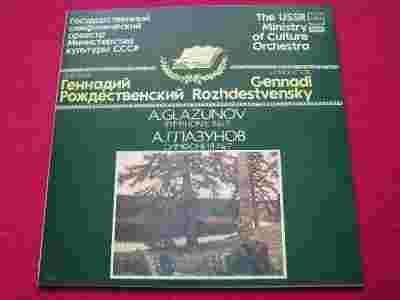 Государственный
симфонический
оркестр
Министерства
культуры СССР
The USSR
Ministry
of Culture
Orchestra
Геннадий
Рождественский
Gennadi
Rozhdestvensky
A.GLAZUNOV
А.ГЛАЗУНОВ